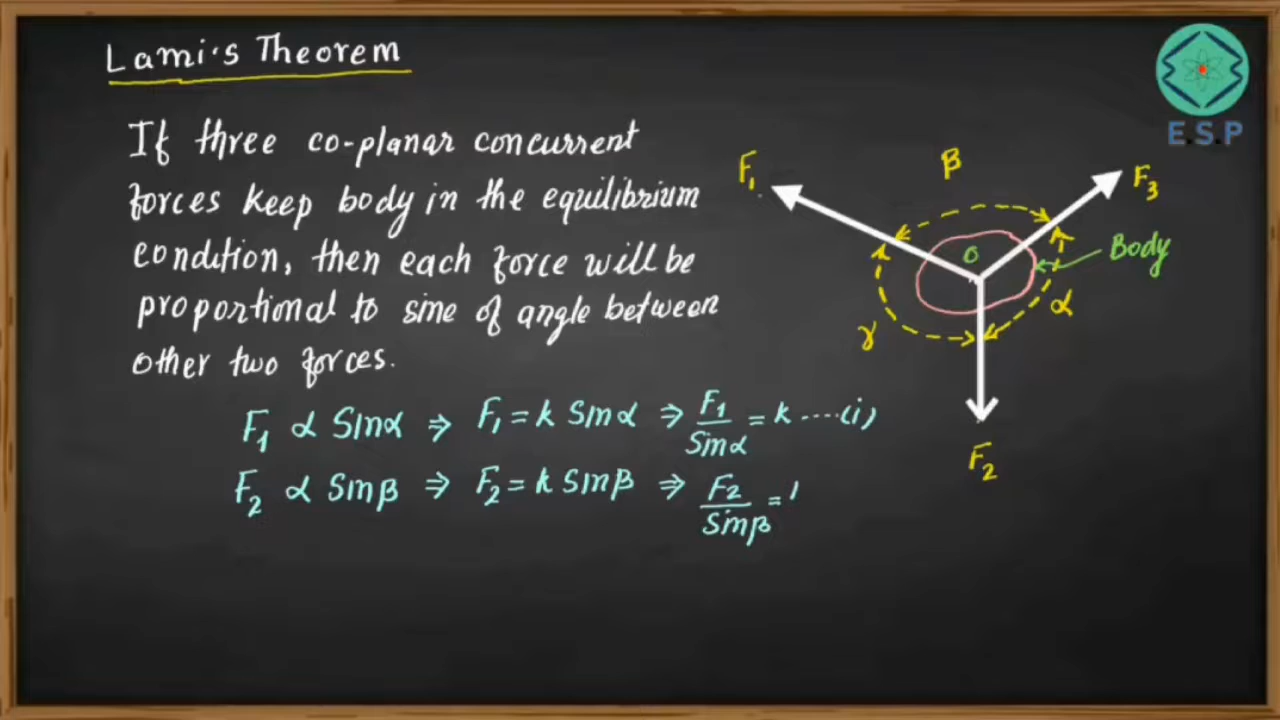 Lami's Theorem
If three co-planar concurrent
forces keep body in the equilibrium
condition, then each force will be
proportional to sine of angle between
other two forces.
F₁ ∝ Sinα ⇒ F₁ = k Sinα ⇒ F₁/Sinα = k ....(i)
F₂ ∝ Sinβ ⇒ F₂ = k Sinβ ⇒ F₂/Sinβ =
E.S.P
β
F₁
F₃
O
Body
γ
α
F₂